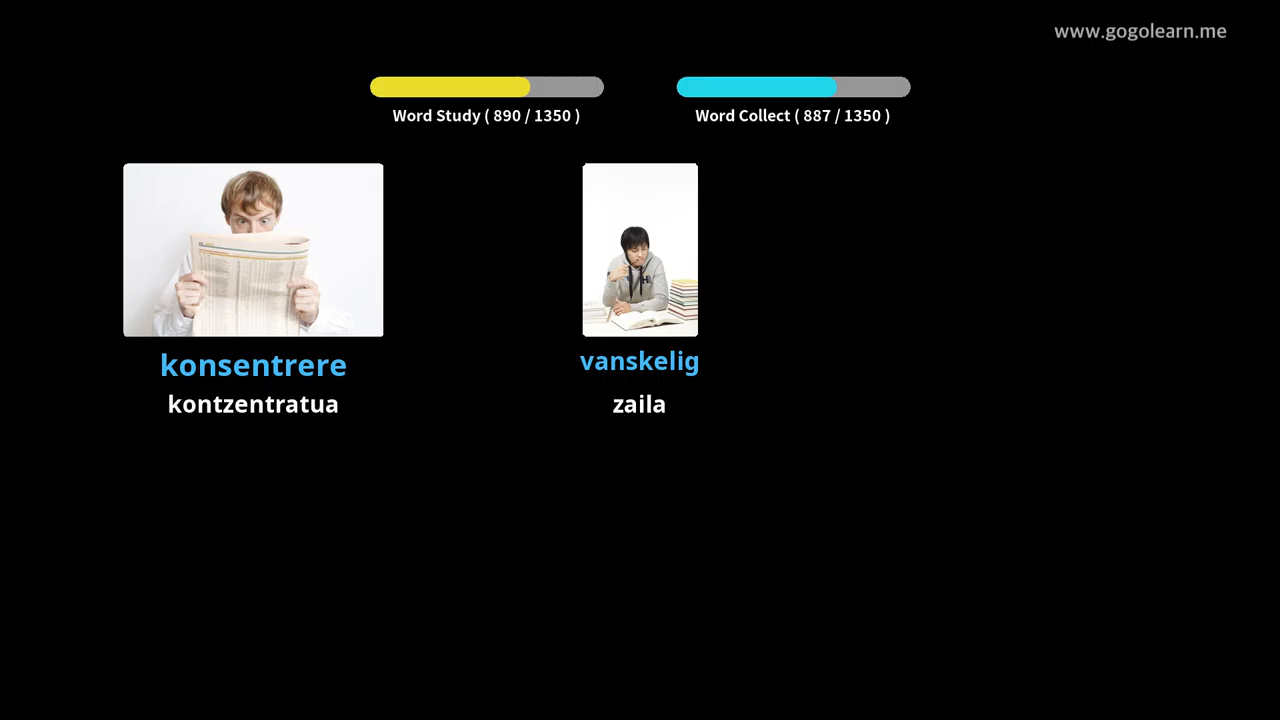 www.gogolearn.me
Word Study ( 890 / 1350 )
Word Collect ( 887 / 1350 )
konsentrere
kontzentratua
vanskelig
zaila